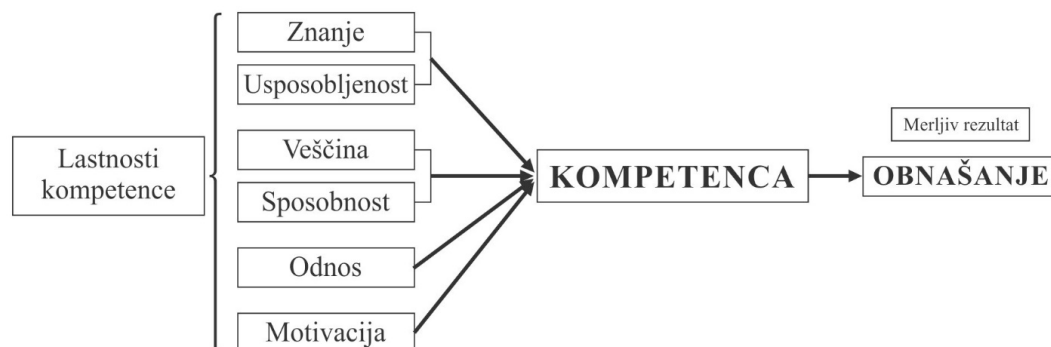 Lastnosti
kompetence
Znanje
Usposobljenost
Veščina
Sposobnost
Odnos
Motivacija
KOMPETENCA
Merljiv rezultat
OBNAŠANJE